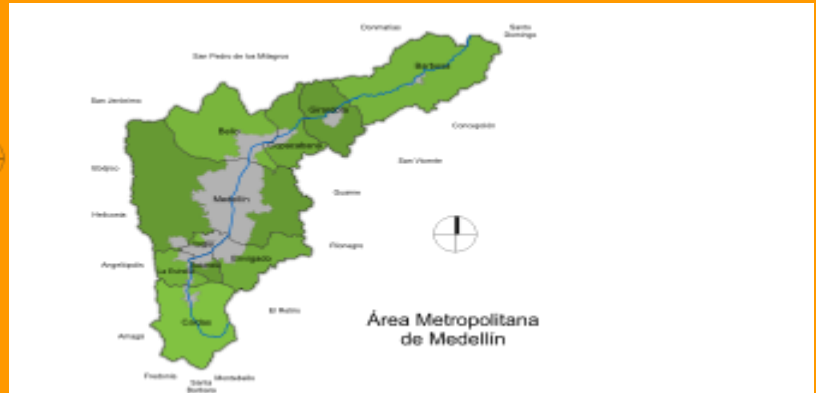 Donmatías
Santo
Domingo
San Pedro de los Milagros
Barbosa
San Jerónimo
Girardota
Concepción
Bello
Copacabana
San Vicente
Ebéjico
Medellín
Guarne
Heliconia
Rionegro
Itagüí
Angelópolis
La Estrella
Sabaneta
Envigado
El Retiro
Caldas
Área Metropolitana
de Medellín
Amagá
Fredonia
Santa
Bárbara
Montebello